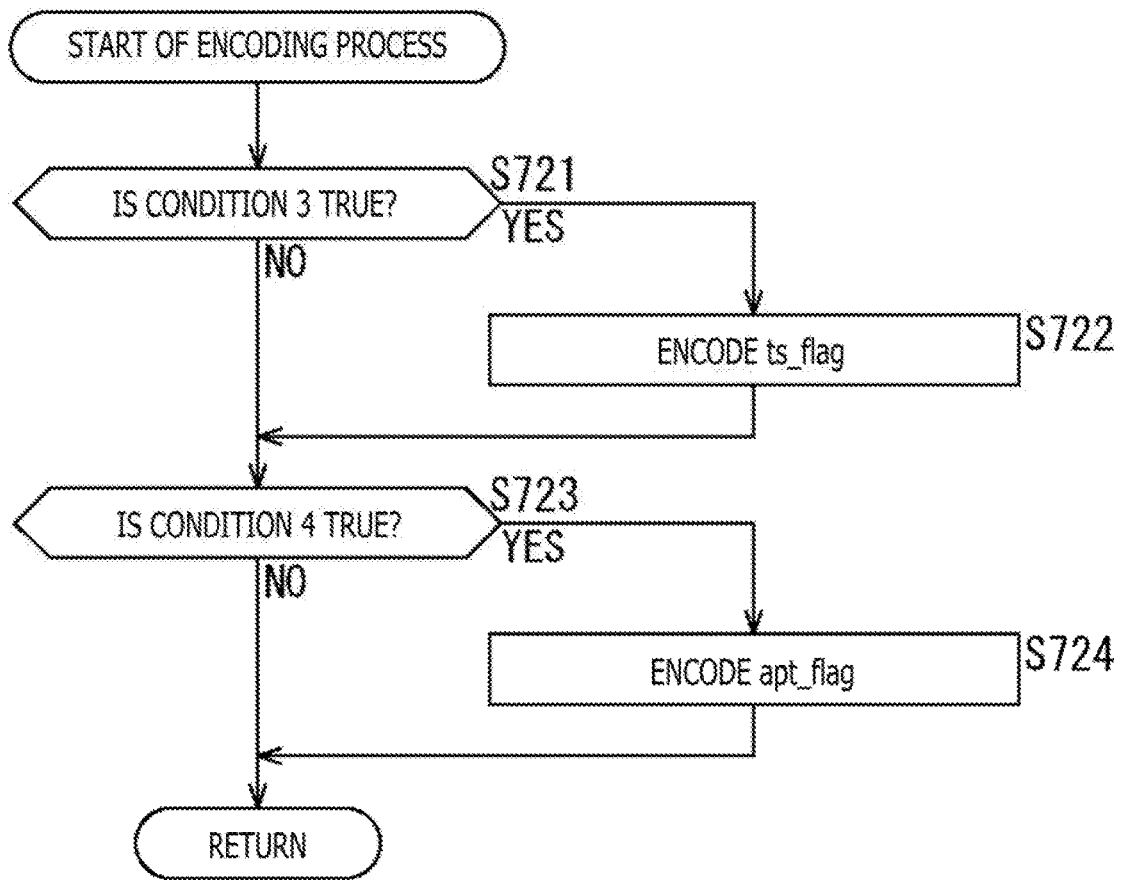 START OF ENCODING PROCESS
S721
IS CONDITION 3 TRUE?
YES
NO
S722
ENCODE ts_flag
S723
IS CONDITION 4 TRUE?
YES
NO
S724
ENCODE apt_flag
RETURN